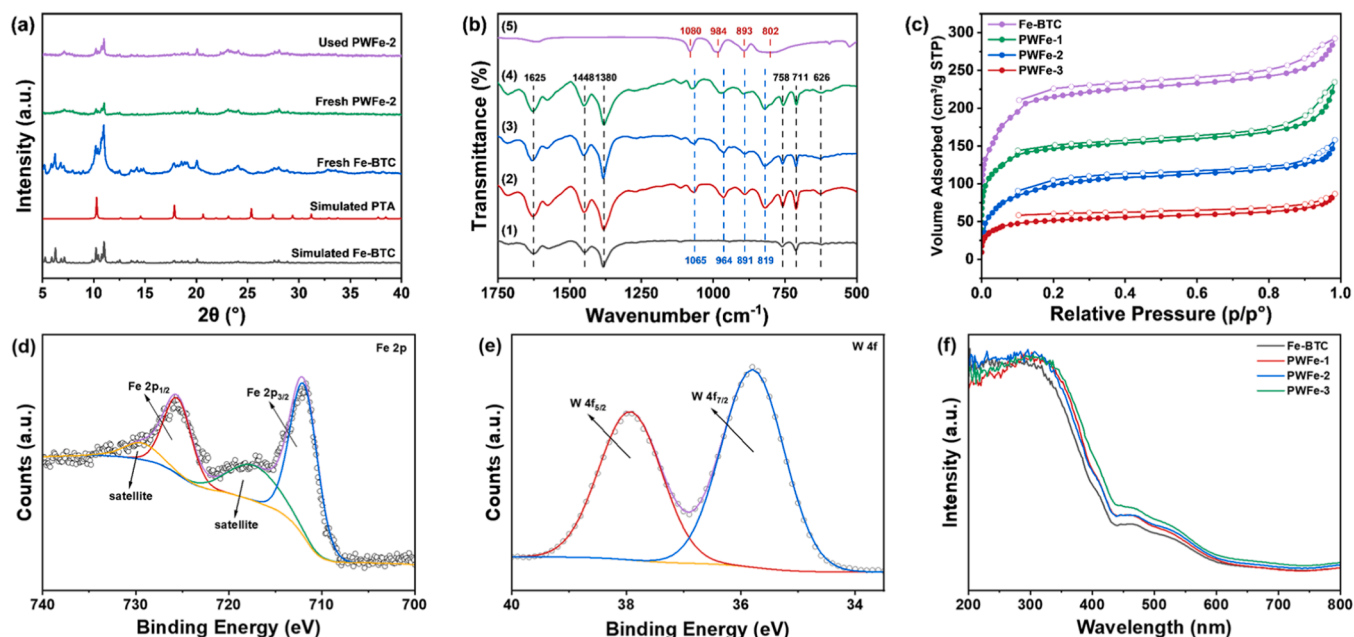 (a)
Used PWFe-2
Fresh PWFe-2
Fresh Fe-BTC
Simulated PTA
Simulated Fe-BTC
Intensity (a.u.)
5 10 15 20 25 30 35 40
2θ (°)
(b)
(5)
1080 984 893 802
(4)
1625 1448 1380 758 711 626
(3)
(2)
(1)
1065 964 891 819
Transmittance (%)
1750 1500 1250 1000 750 500
Wavenumber (cm⁻¹)
(c)
Fe-BTC
PWFe-1
PWFe-2
PWFe-3
Volume Adsorbed (cm³/g STP)
300
250
200
150
100
50
0
0.0 0.2 0.4 0.6 0.8 1.0
Relative Pressure (p/p°)
(d)
Fe 2p
Fe 2p1/2
Fe 2p3/2
satellite
satellite
Counts (a.u.)
740 730 720 710 700
Binding Energy (eV)
(e)
W 4f
W 4f5/2
W 4f7/2
Counts (a.u.)
40 38 36 34
Binding Energy (eV)
(f)
Fe-BTC
PWFe-1
PWFe-2
PWFe-3
Intensity (a.u.)
200 300 400 500 600 700 800
Wavelength (nm)